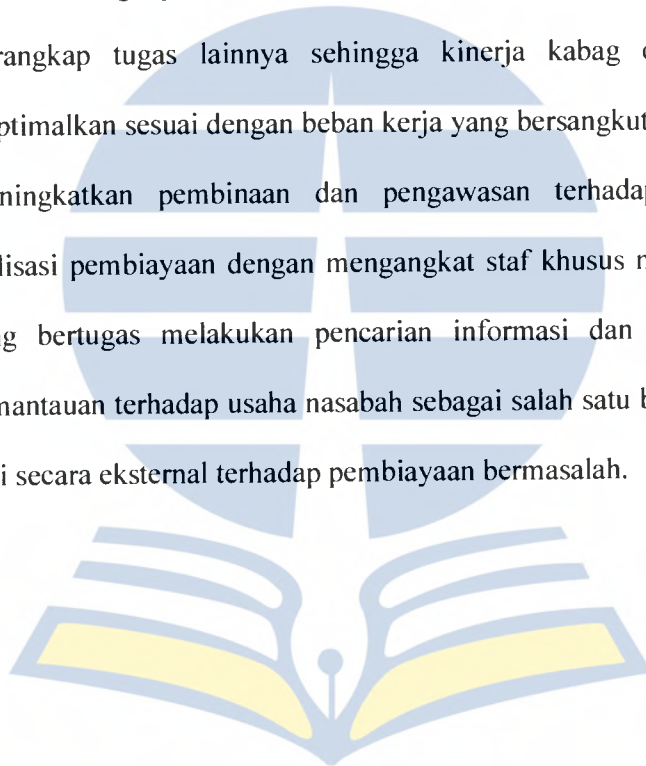 rangkap tugas lainnya sehingga kinerja kabag
ptimalkan sesuai dengan beban kerja yang bersangkut
ningkatkan pembinaan dan pengawasan terhadap
lisasi pembiayaan dengan mengangkat staf khusus
g bertugas melakukan pencarian informasi dan
nantauan terhadap usaha nasabah sebagai salah satu b
i secara eksternal terhadap pembiayaan bermasalah.